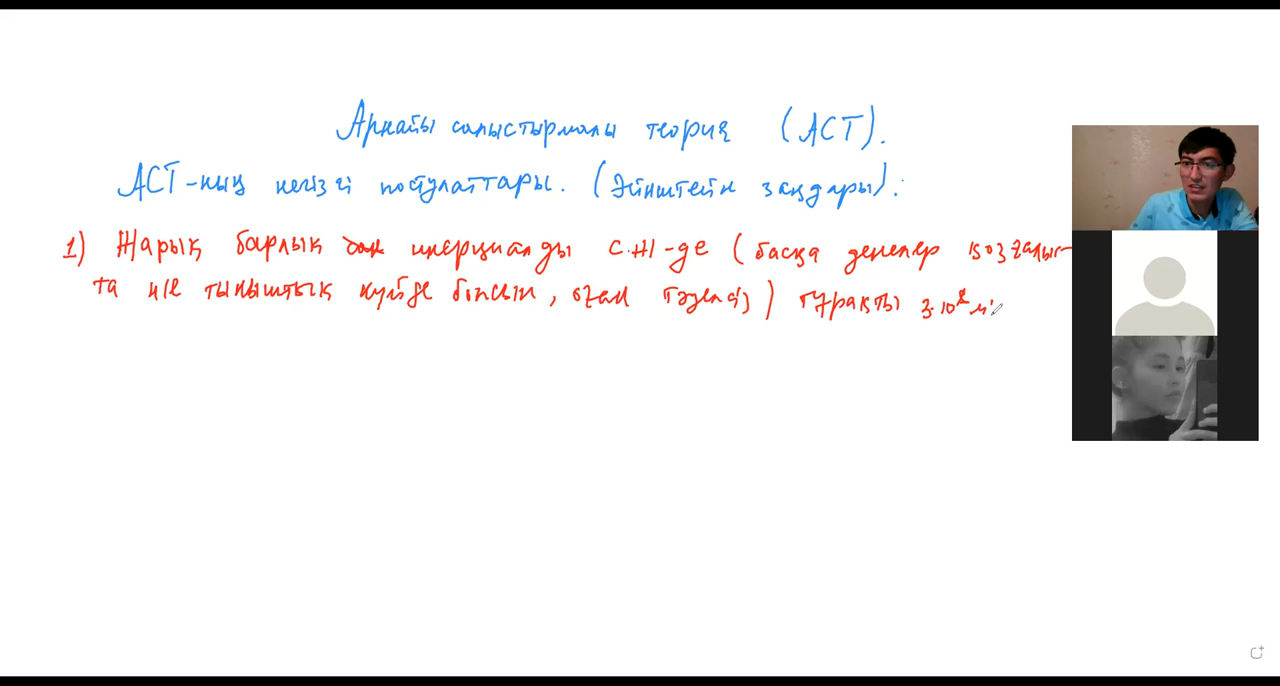 Арнайы салыстырмалы теория (АСТ).
АСТ-ның негізгі постулаттары. (Эйнштейн заңдары).
1) Жарық барлық инерциалды с.ж-де (басқа денелер қозғалыс-
та н/е тыныштық күйде болсын, оған тәуелсіз) тұрақты 3·10⁸ м/